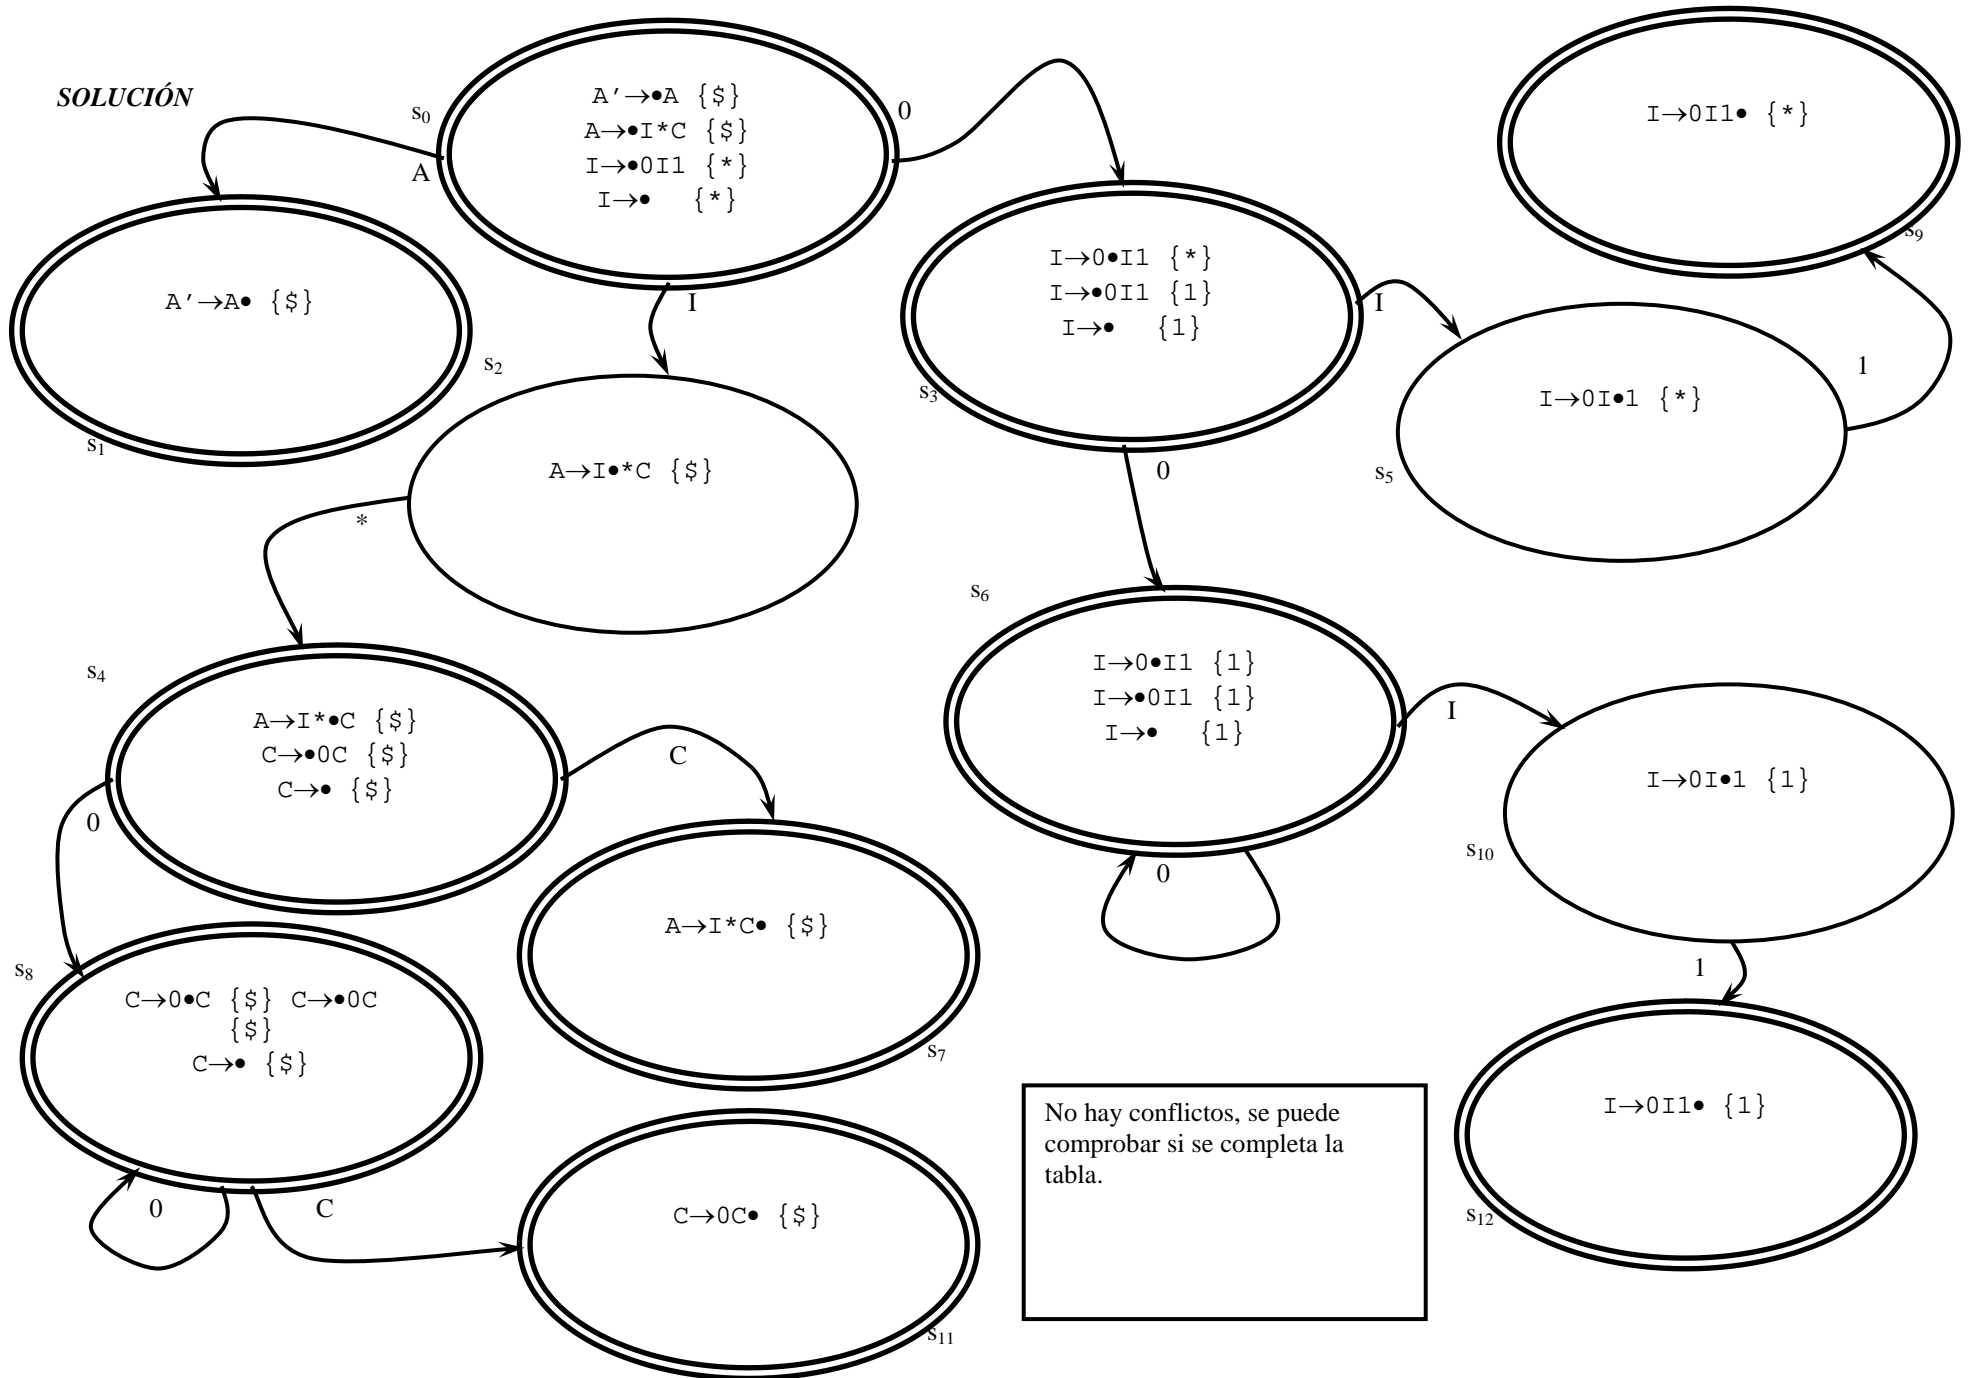 SOLUCIÓN
s0
A'→●A {$}
A→●I*C {$}
I→●0I1 {*}
I→● {*}
A
0
I
A'→A● {$}
s1
s2
A→I●*C {$}
*
I→0●I1 {*}
I→●0I1 {1}
I→● {1}
s3
I
0
I→0I●1 {*}
s5
1
I→0I1● {*}
s9
s4
A→I*●C {$}
C→●0C {$}
C→● {$}
0
C
s6
I→0●I1 {1}
I→●0I1 {1}
I→● {1}
0
I
I→0I●1 {1}
s10
1
A→I*C● {$}
s7
s8
C→0●C {$} C→●0C
{$}
C→● {$}
0
C
C→0C● {$}
s11
No hay conflictos, se puede
comprobar si se completa la
tabla.
I→0I1● {1}
s12